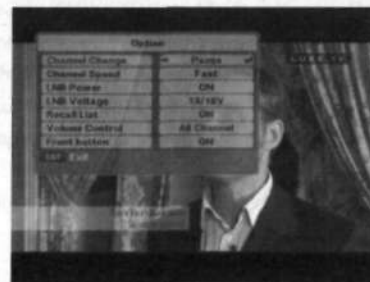 Option
Channel Change Pause
Channel Speed Fast
LNB Power ON
LNB Voltage 13/18V
Recall List ON
Volume Control All Channel
Front button ON
Exit